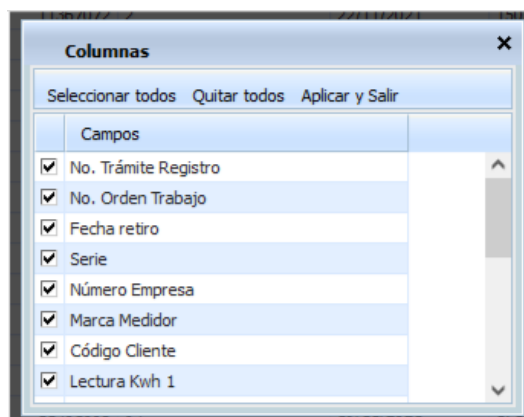 Columnas
Seleccionar todos Quitar todos Aplicar y Salir
Campos
No. Trámite Registro
No. Orden Trabajo
Fecha retiro
Serie
Número Empresa
Marca Medidor
Código Cliente
Lectura Kwh 1